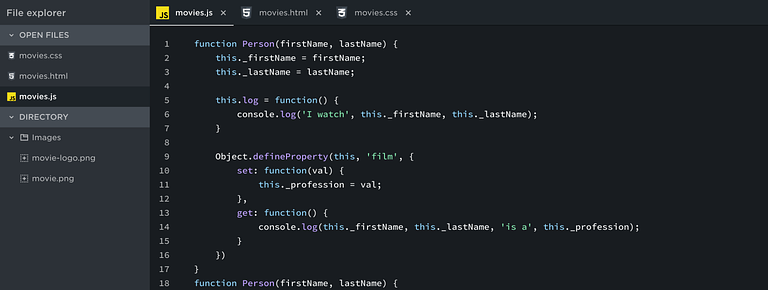 File explorer
OPEN FILES
movies.css
movies.html
JS movies.js
DIRECTORY
Images
movie-logo.png
movie.png
JS movies.js × movies.html × movies.css ×
1 function Person(firstName, lastName) {
2 this._firstName = firstName;
3 this._lastName = lastName;
4
5 this.log = function() {
6 console.log('I watch', this._firstName, this._lastName);
7 }
8
9 Object.defineProperty(this, 'film', {
10 set: function(val) {
11 this._profession = val;
12 },
13 get: function() {
14 console.log(this._firstName, this._lastName, 'is a', this._profession);
15 }
16 })
17 }
18 function Person(firstName, lastName) {